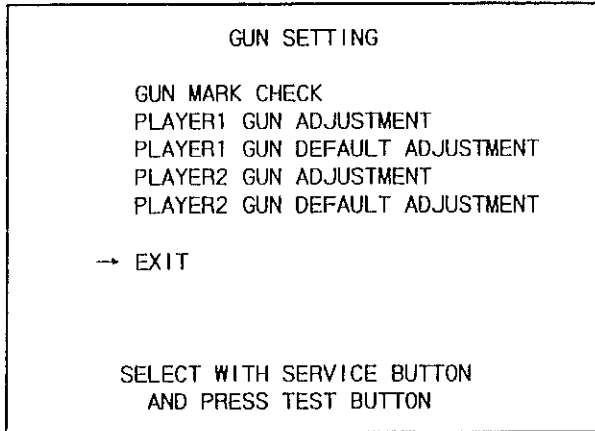 GUN SETTING
GUN MARK CHECK
PLAYER1 GUN ADJUSTMENT
PLAYER1 GUN DEFAULT ADJUSTMENT
PLAYER2 GUN ADJUSTMENT
PLAYER2 GUN DEFAULT ADJUSTMENT
→ EXIT
SELECT WITH SERVICE BUTTON
AND PRESS TEST BUTTON